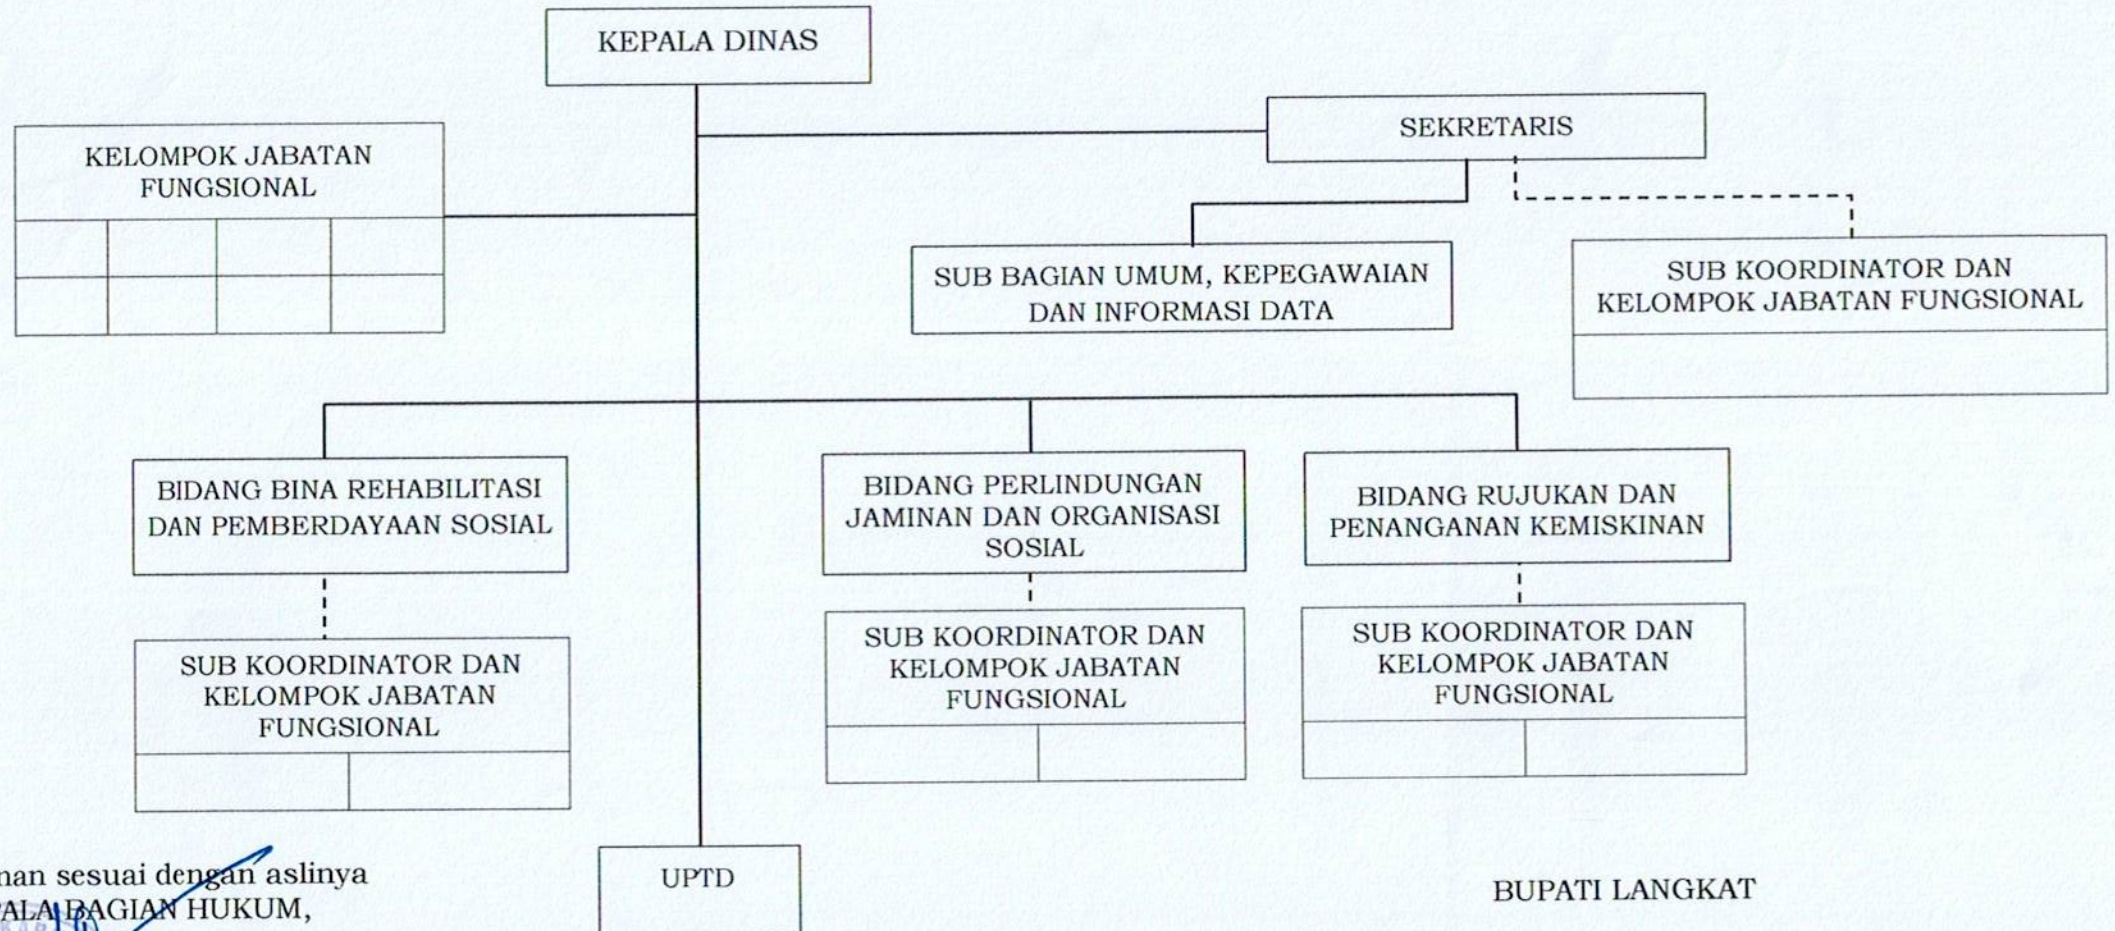 KEPALA DINAS
SEKRETARIS
KELOMPOK JABATAN
FUNGSIONAL
SUB BAGIAN UMUM, KEPEGAWAIAN
DAN INFORMASI DATA
SUB KOORDINATOR DAN
KELOMPOK JABATAN FUNGSIONAL
BIDANG BINA REHABILITASI
DAN PEMBERDAYAAN SOSIAL
BIDANG PERLINDUNGAN
JAMINAN DAN ORGANISASI
SOSIAL
BIDANG RUJUKAN DAN
PENANGANAN KEMISKINAN
SUB KOORDINATOR DAN
KELOMPOK JABATAN
FUNGSIONAL
SUB KOORDINATOR DAN
KELOMPOK JABATAN
FUNGSIONAL
SUB KOORDINATOR DAN
KELOMPOK JABATAN
FUNGSIONAL
UPTD
sesuai dengan aslinya
BAGIAN HUKUM,
BUPATI LANGKAT